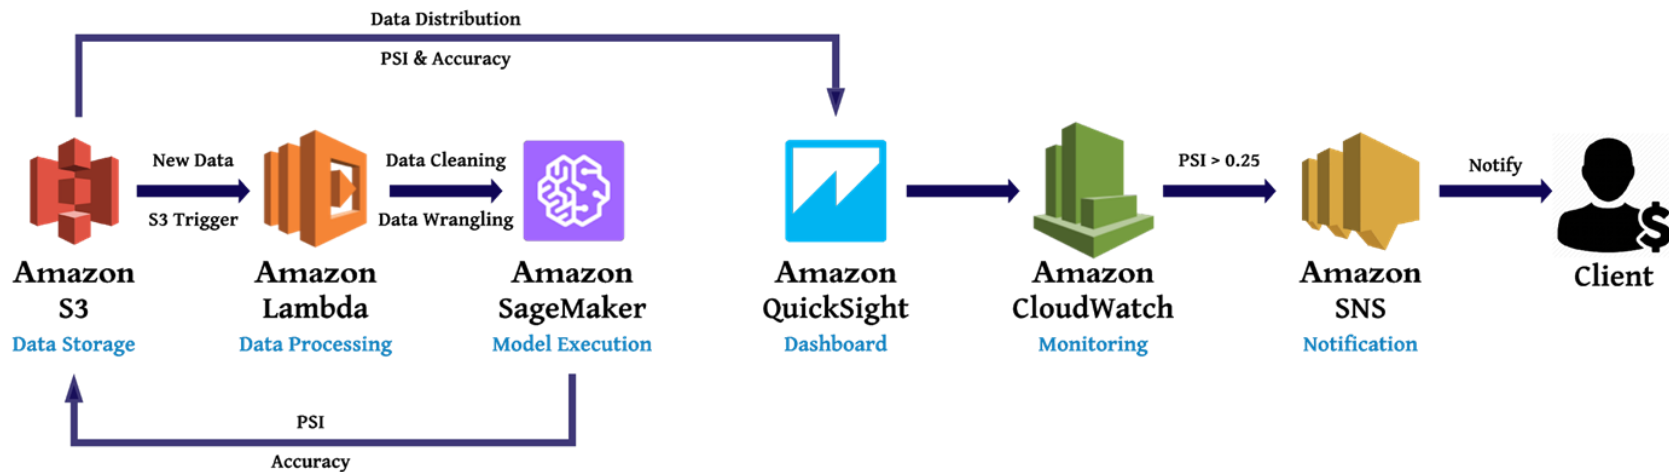 Data Distribution
PSI & Accuracy
New Data
S3 Trigger
Data Cleaning
Data Wrangling
PSI > 0.25
Notify
$
Amazon
S3
Data Storage
Amazon
Lambda
Data Processing
Amazon
SageMaker
Model Execution
Amazon
QuickSight
Dashboard
Amazon
CloudWatch
Monitoring
Amazon
SNS
Notification
Client
PSI
Accuracy